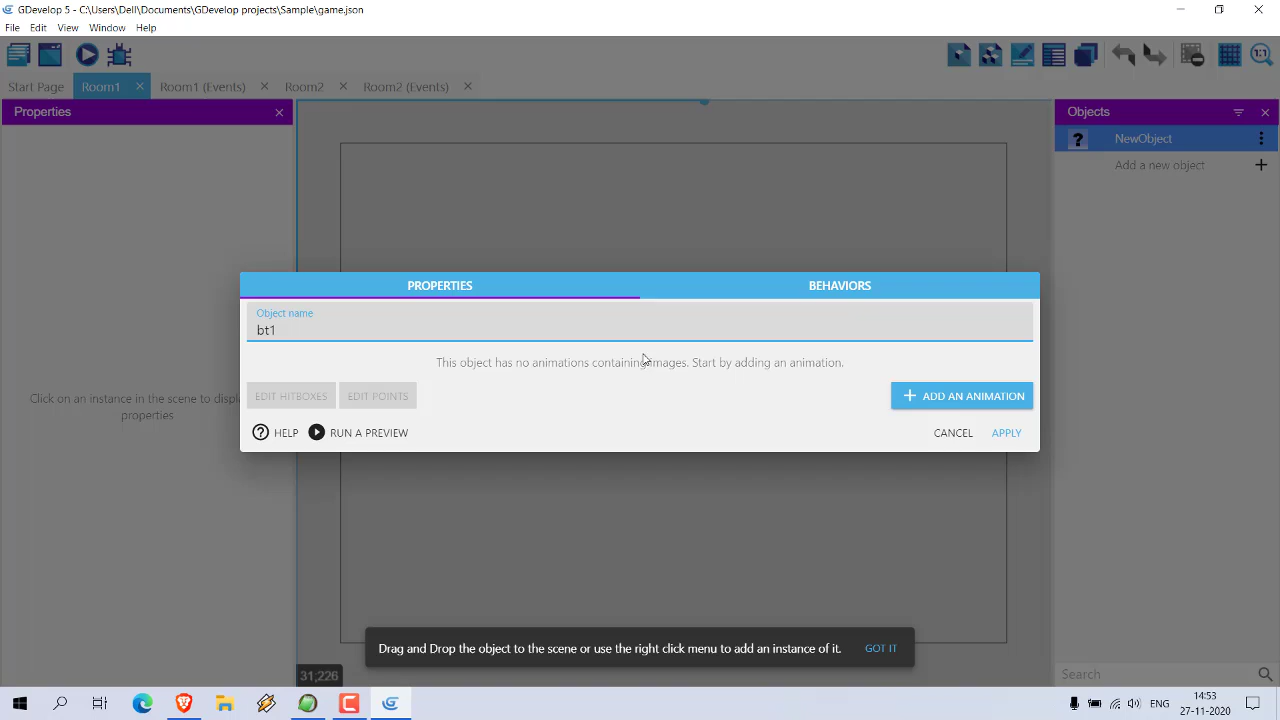 GDevelop 5 - C:\Users\Dell\Documents\GDevelop projects\Sample\game.json
File Edit View Window Help
1:1
Start Page Room1 × Room1 (Events) × Room2 × Room2 (Events) ×
Properties ×
Objects ×
? NewObject
Add a new object +
Click on an instance in the scene to displ
properties
PROPERTIES BEHAVIORS
Object name
bt1
This object has no animations containing images. Start by adding an animation.
EDIT HITBOXES EDIT POINTS + ADD AN ANIMATION
? HELP RUN A PREVIEW CANCEL APPLY
Drag and Drop the object to the scene or use the right click menu to add an instance of it. GOT IT
31,226
Search
ENG 14:53
27-11-2020